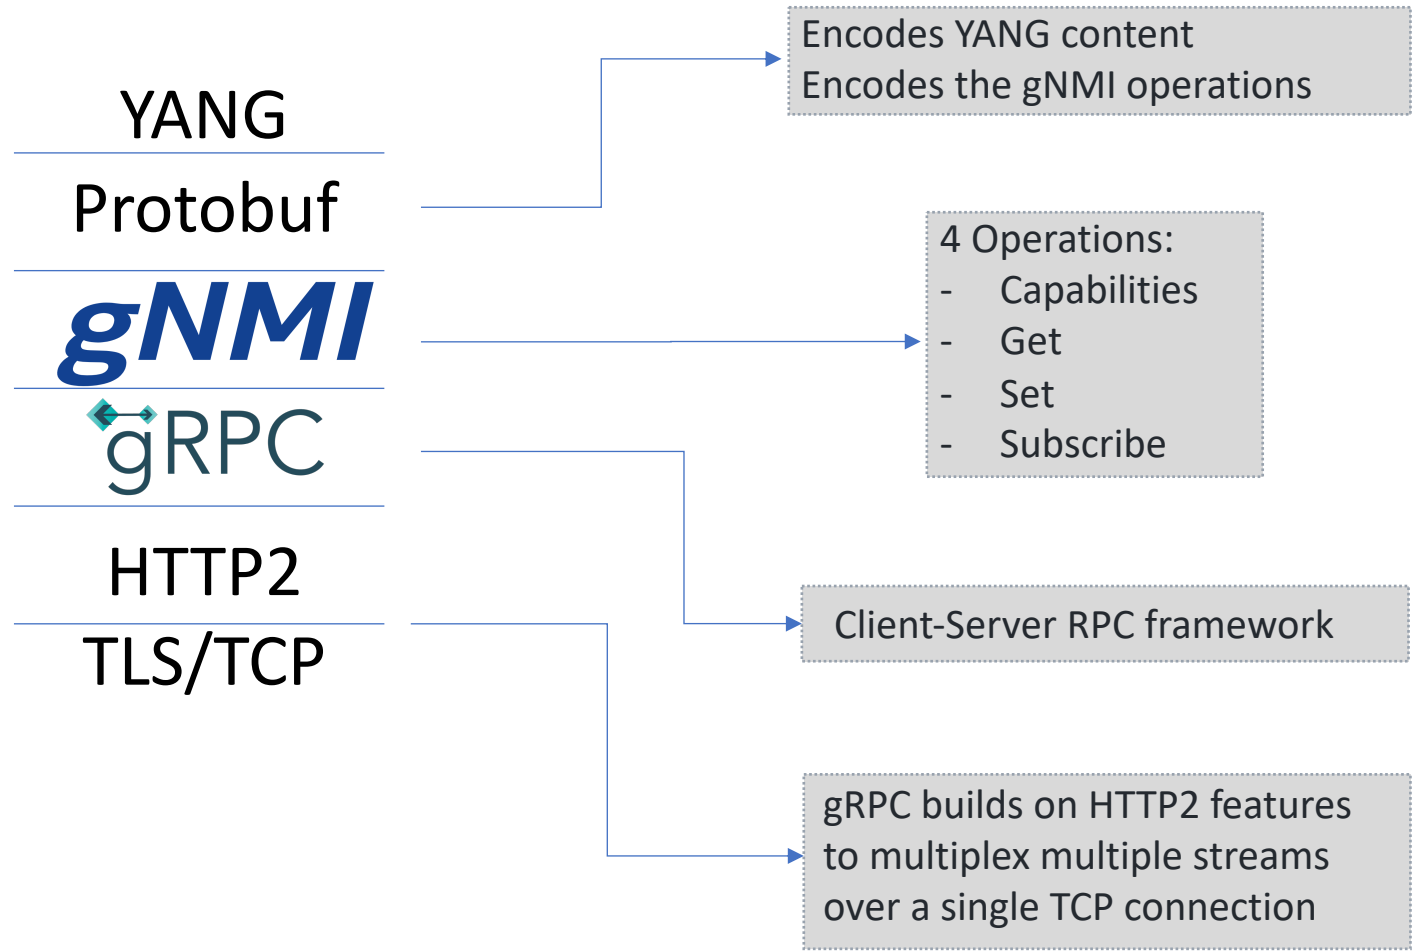 YANG
Protobuf
gNMI
gRPC
HTTP2
TLS/TCP
Encodes YANG content
Encodes the gNMI operations
4 Operations:
- Capabilities
- Get
- Set
- Subscribe
Client-Server RPC framework
gRPC builds on HTTP2 features
to multiplex multiple streams
over a single TCP connection